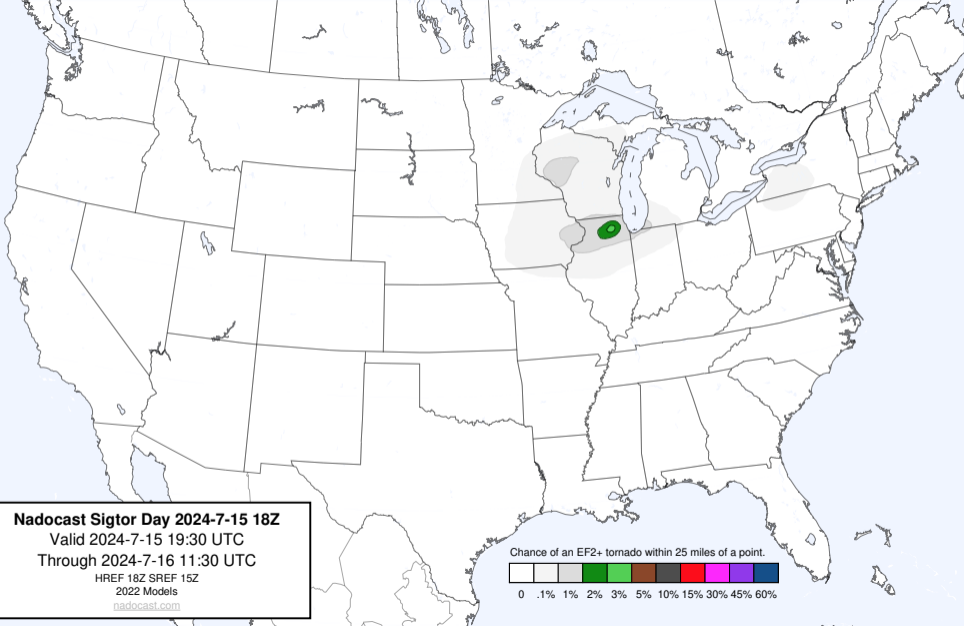 Nadocast Sigtor Day 2024-7-15 18Z
Valid 2024-7-15 19:30 UTC
Through 2024-7-16 11:30 UTC
HREF 18Z SREF 15Z
2022 Models
nadocast.com
Chance of an EF2+ tornado within 25 miles of a point.
0 .1% 1% 2% 3% 5% 10% 15% 30% 45% 60%